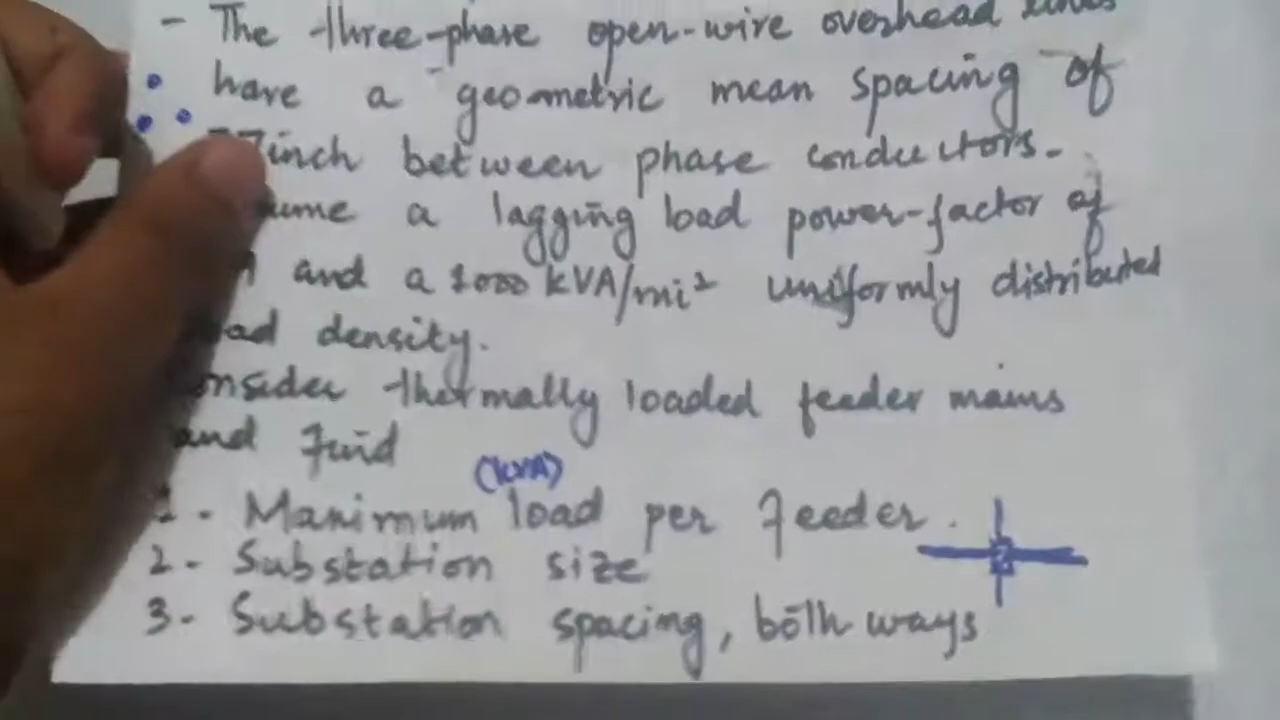 - The three-phase open-wire overhead lines
have a geometric mean spacing of
inch between phase conductors.
a lagging load power-factor of
and a 1000 kVA/mi² uniformly distributed
density.
thermally loaded feeder mains
and find
(kVA)
1. Maximum load per feeder.
2. Substation size
3. Substation spacing, both ways